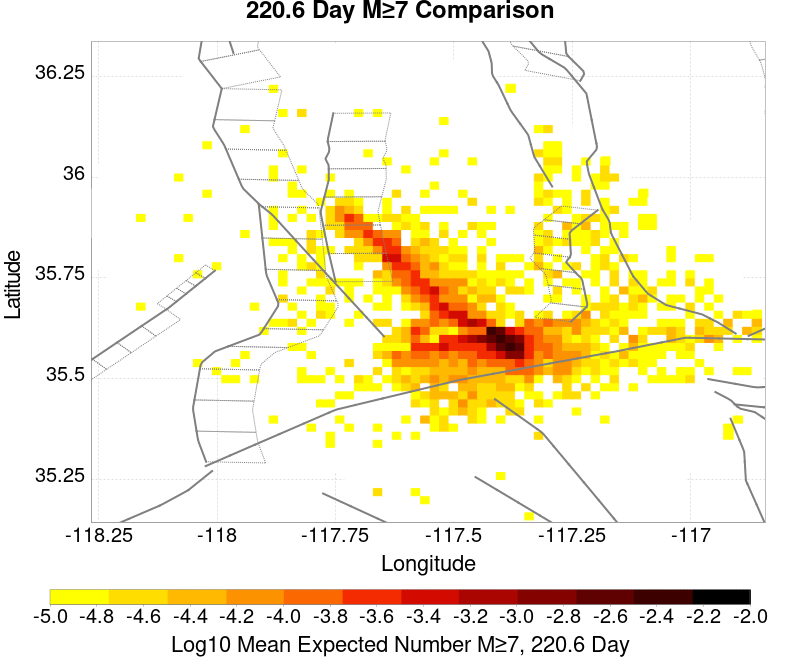 220.6 Day M≥7 Comparison
36.25
36
35.75
35.5
35.25
Latitude
-118.25 -118 -117.75 -117.5 -117.25 -117
Longitude
-5.0 -4.8 -4.6 -4.4 -4.2 -4.0 -3.8 -3.6 -3.4 -3.2 -3.0 -2.8 -2.6 -2.4 -2.2 -2.0
Log10 Mean Expected Number M≥7, 220.6 Day